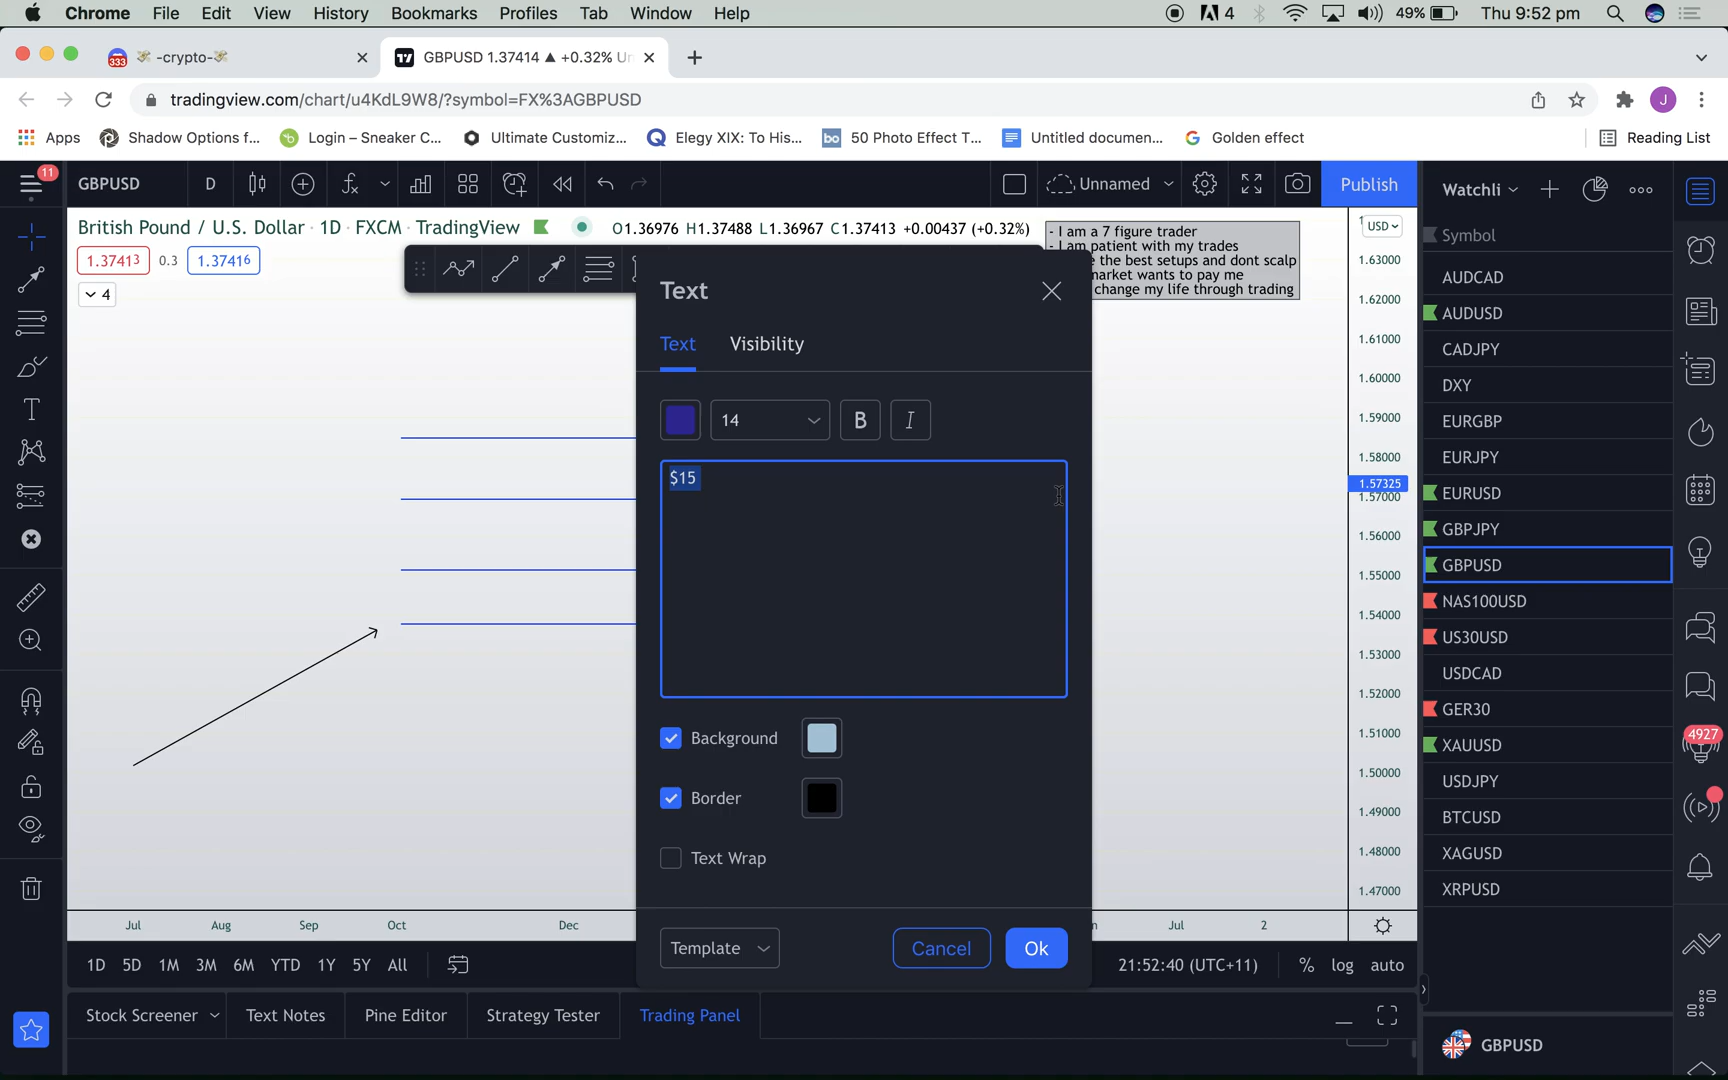 Chrome File Edit View History Bookmarks Profiles Tab Window Help 4 49% Thu 9:52 pm
333 -crypto- GBPUSD 1.37414 ▲ +0.32% Un
tradingview.com/chart/u4KdL9W8/?symbol=FX%3AGBPUSD J
Apps Shadow Options f... Login – Sneaker C... Ultimate Customiz... Elegy XIX: To His... bo 50 Photo Effect T... Untitled documen... Golden effect Reading List
11 GBPUSD D Unnamed Publish Watchli
British Pound / U.S. Dollar · 1D · FXCM · TradingView O1.36976 H1.37488 L1.36967 C1.37413 +0.00437 (+0.32%)
- I am a 7 figure trader
- I am patient with my trades
the best setups and dont scalp
market wants to pay me
change my life through trading
1.37413 0.3 1.37416
4
Text
Text Visibility
14 B I
$15
Background
Border
Text Wrap
Template Cancel Ok
USD
1.63000
1.62000
1.61000
1.60000
1.59000
1.58000
1.57325
1.57000
1.56000
1.55000
1.54000
1.53000
1.52000
1.51000
1.50000
1.49000
1.48000
1.47000
Symbol
AUDCAD
AUDUSD
CADJPY
DXY
EURGBP
EURJPY
EURUSD
GBPJPY
GBPUSD
NAS100USD
US30USD
USDCAD
GER30
XAUUSD
USDJPY
BTCUSD
XAGUSD
XRPUSD
4927
Jul Aug Sep Oct Dec Jul 2
1D 5D 1M 3M 6M YTD 1Y 5Y All 21:52:40 (UTC+11) % log auto
Stock Screener Text Notes Pine Editor Strategy Tester Trading Panel
GBPUSD